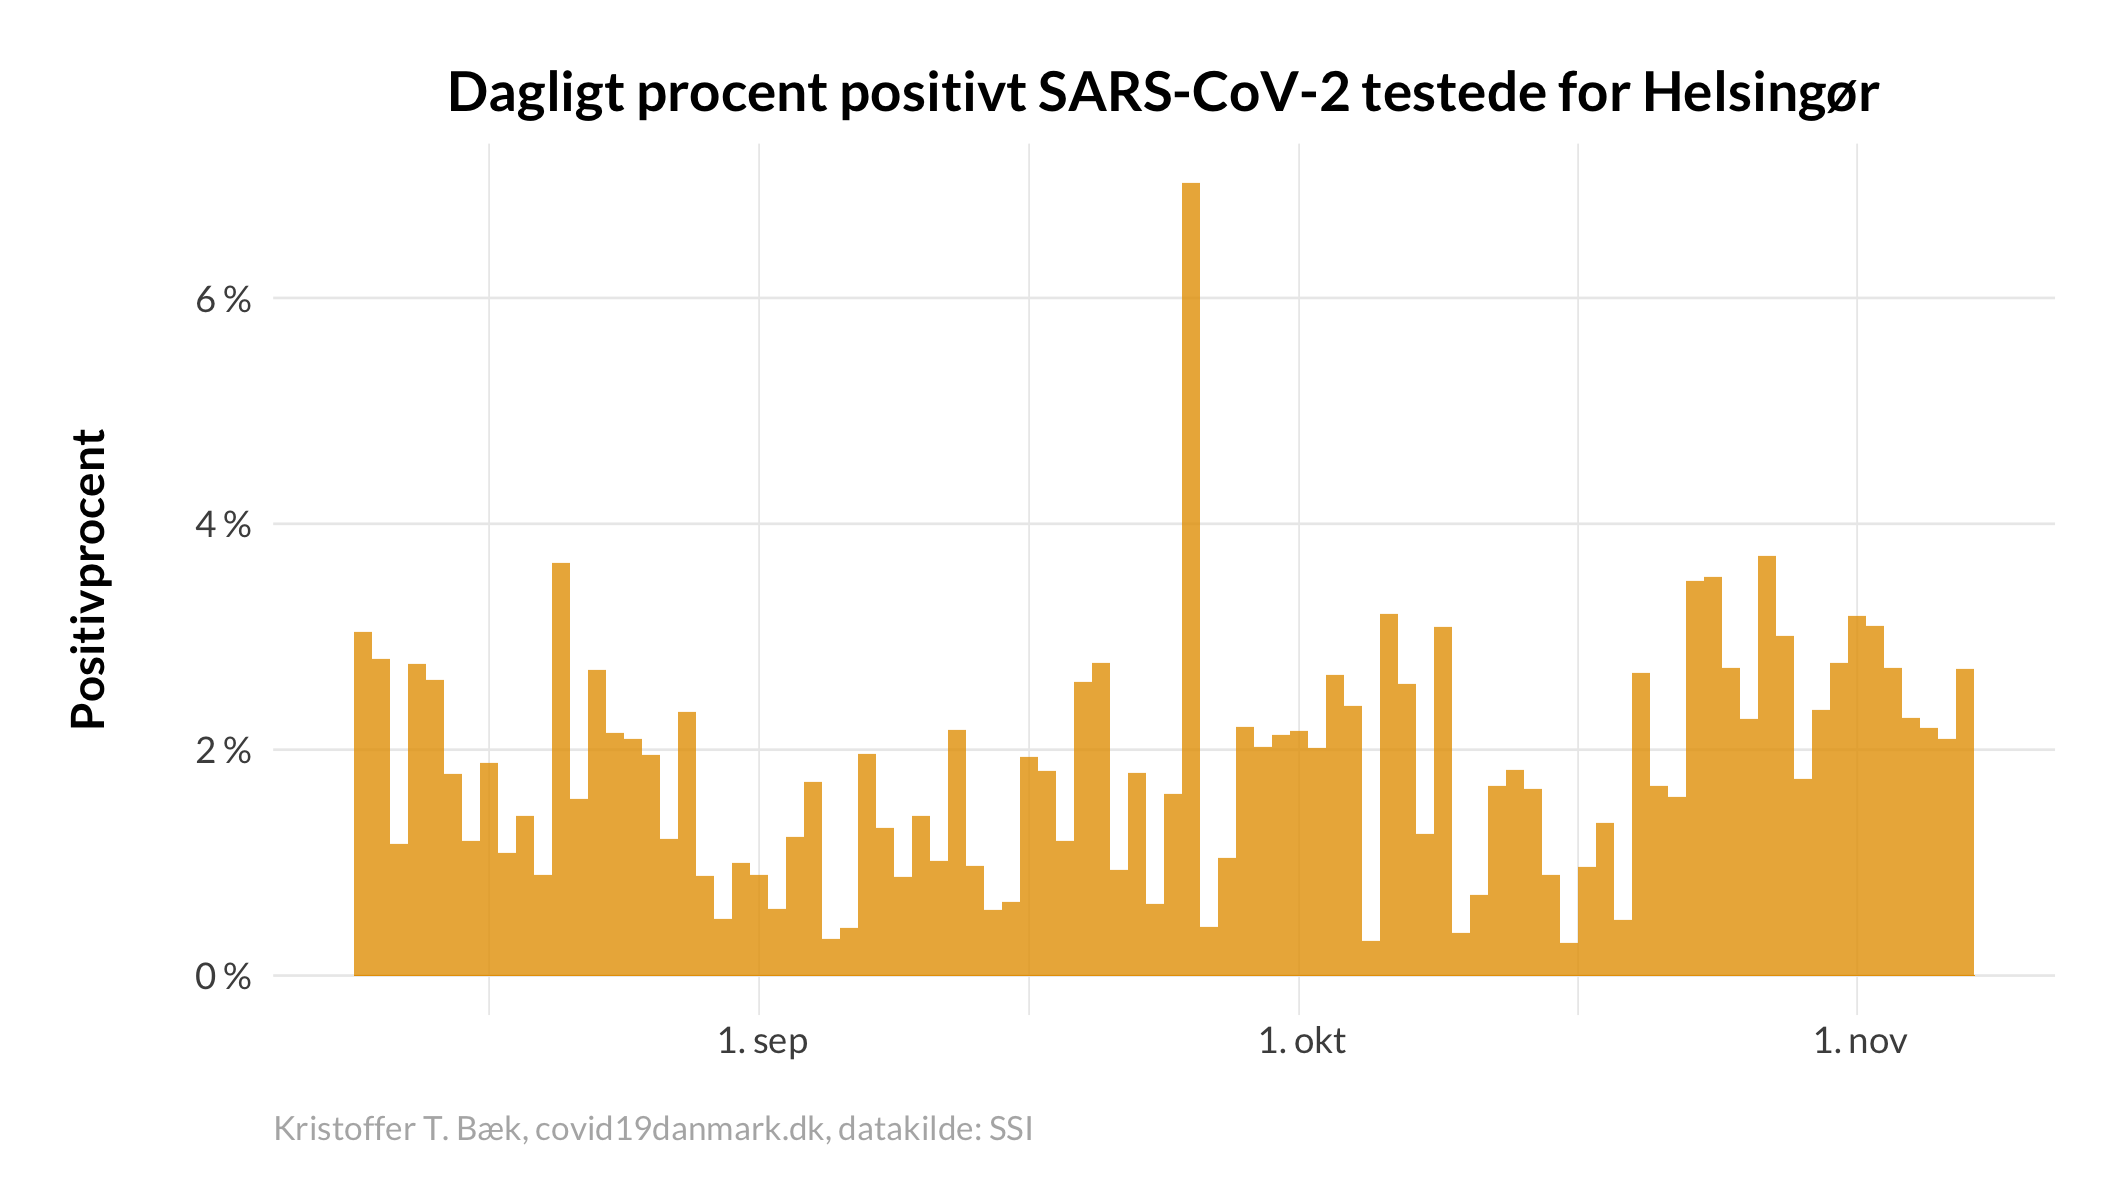 Dagligt procent positivt SARS-CoV-2 testede for Helsingør
Positivprocent
6 %
4 %
2 %
0 %
1. sep
1. okt
1. nov
Kristoffer T. Bæk, covid19danmark.dk, datakilde: SSI